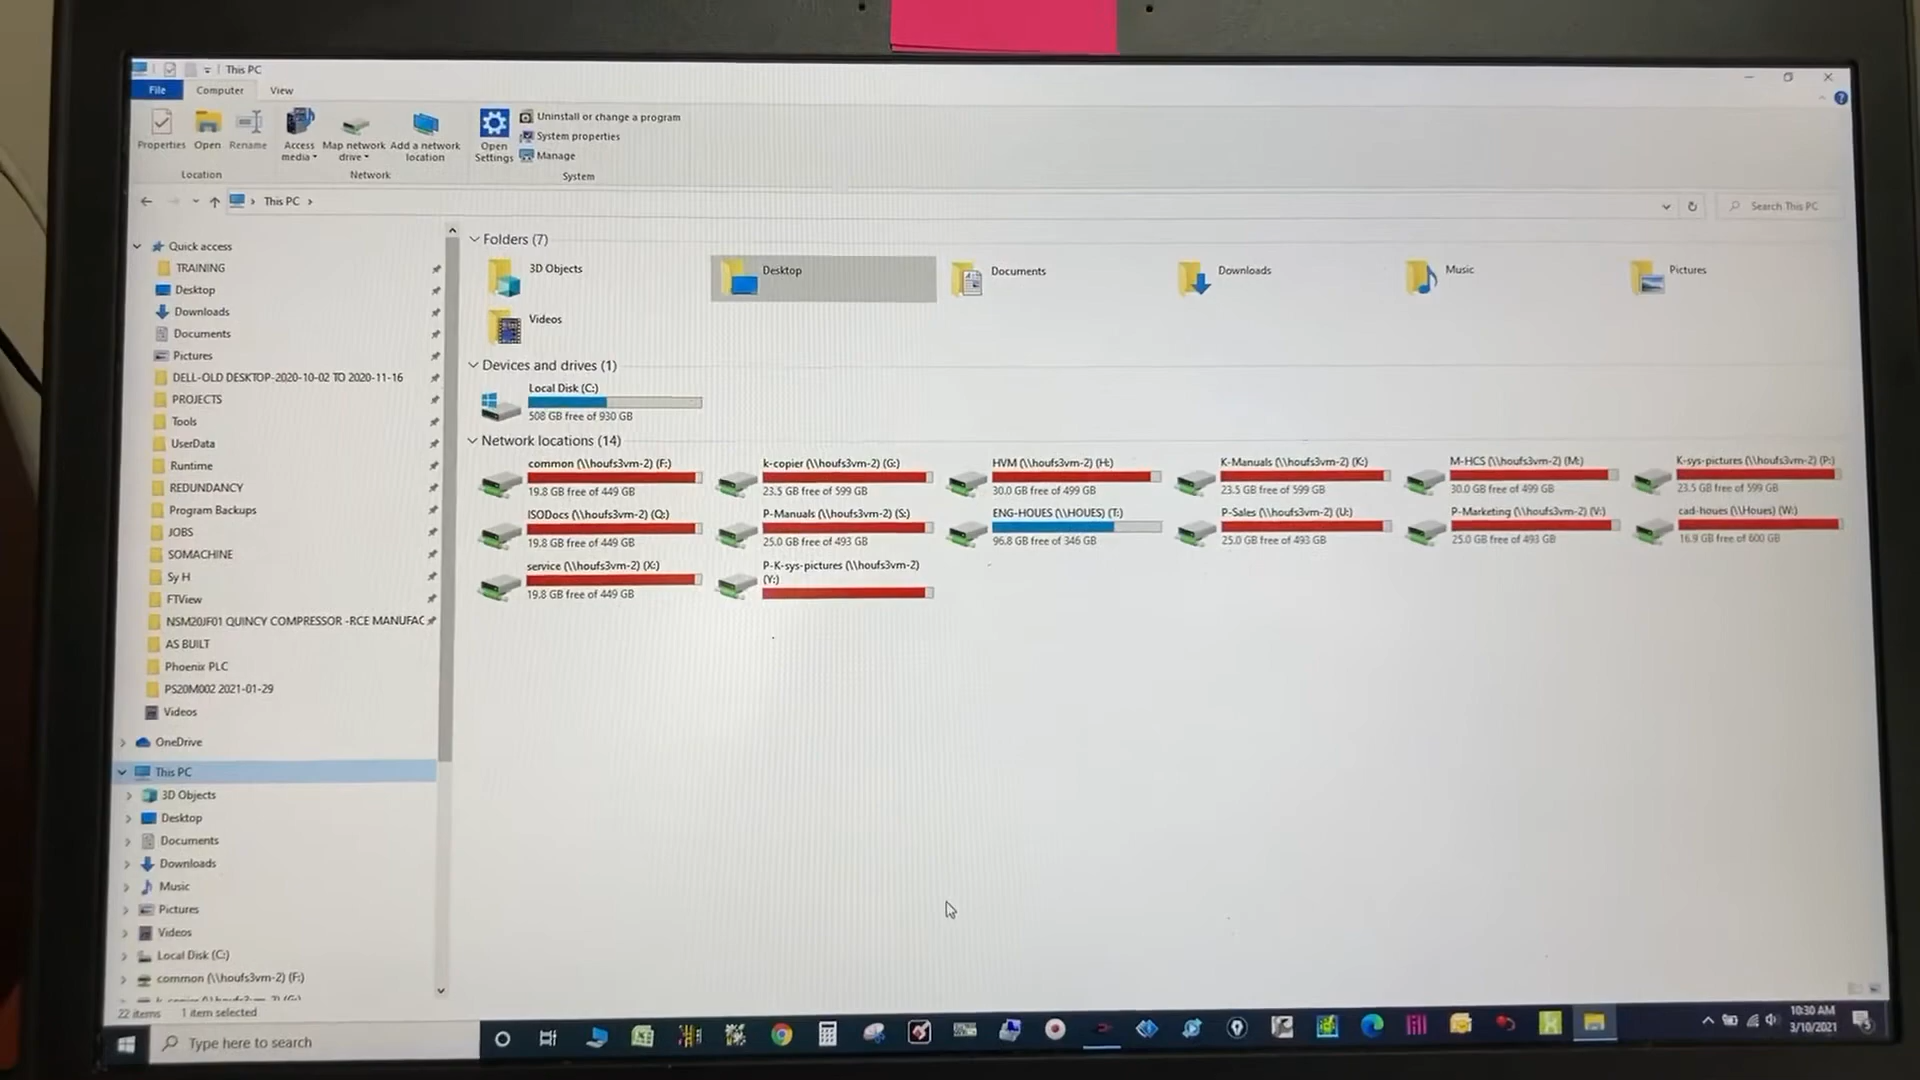 This PC
File Computer View
Properties Open Rename Access media Map network drive Add a network location Open Settings Uninstall or change a program
System properties
Manage
Location Network System
This PC
Search This PC
Quick access
TRAINING
Desktop
Downloads
Documents
Pictures
DELL-OLD DESKTOP-2020-10-02 TO 2020-11-16
PROJECTS
Tools
UserData
Runtime
REDUNDANCY
Program Backups
JOBS
SOMACHINE
Sy H
FTView
NSM20JF01 QUINCY COMPRESSOR -RCE MANUFAC
AS BUILT
Phoenix PLC
PS20M002 2021-01-29
Videos
OneDrive
This PC
3D Objects
Desktop
Documents
Downloads
Music
Pictures
Videos
Local Disk (C:)
common (\\houfs3vm-2) (F:)
22 items 1 item selected
Folders (7)
3D Objects Desktop Documents Downloads Music Pictures
Videos
Devices and drives (1)
Local Disk (C:)
508 GB free of 930 GB
Network locations (14)
common (\\houfs3vm-2) (F:) k-copier (\\houfs3vm-2) (G:) HVM (\\houfs3vm-2) (H:) K-Manuals (\\houfs3vm-2) (K:) M-HCS (\\houfs3vm-2) (M:) K-sys-pictures (\\houfs3vm-2) (P:)
19.8 GB free of 449 GB 23.5 GB free of 599 GB 30.0 GB free of 499 GB 23.5 GB free of 599 GB 30.0 GB free of 499 GB 23.5 GB free of 599 GB
ISODocs (\\houfs3vm-2) (Q:) P-Manuals (\\houfs3vm-2) (S:) ENG-HOUES (\\HOUES) (T:) P-Sales (\\houfs3vm-2) (U:) P-Marketing (\\houfs3vm-2) (V:) cad-houes (\\Houes) (W:)
19.8 GB free of 449 GB 25.0 GB free of 493 GB 96.8 GB free of 346 GB 25.0 GB free of 493 GB 25.0 GB free of 493 GB 16.9 GB free of 600 GB
service (\\houfs3vm-2) (X:) P-K-sys-pictures (\\houfs3vm-2) (Y:)
19.8 GB free of 449 GB
Type here to search
10:30 AM
3/10/2021